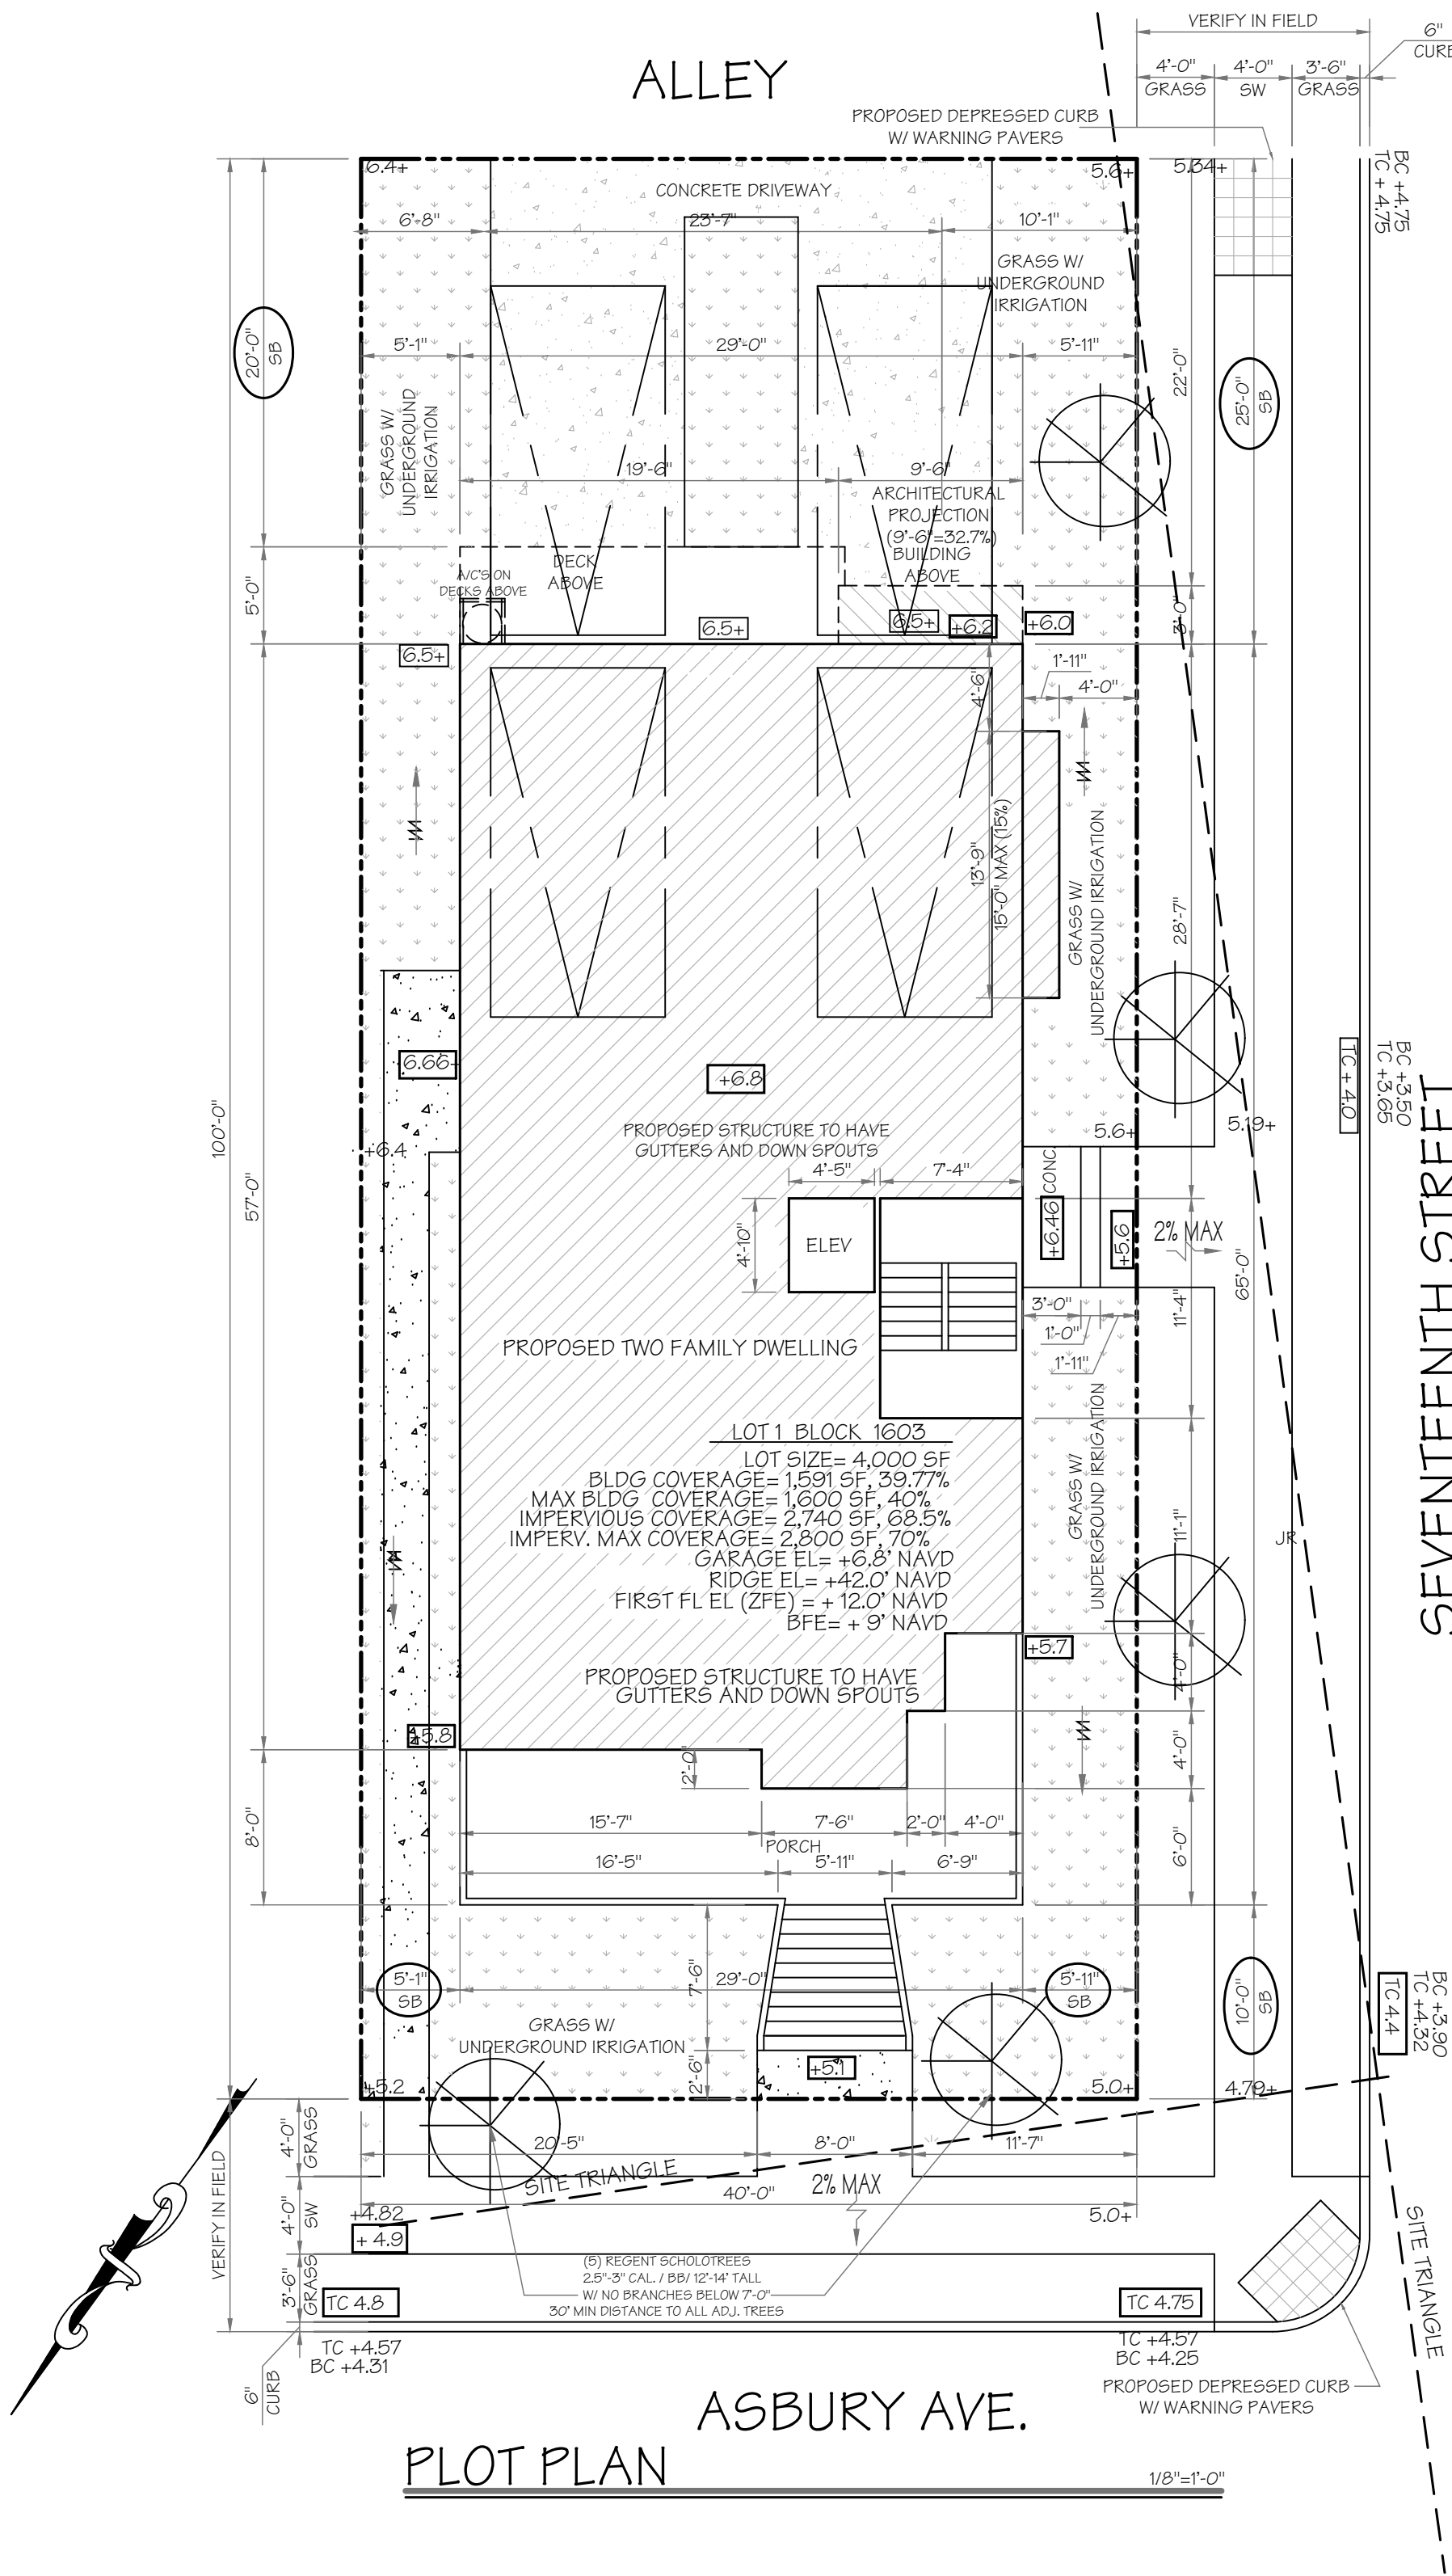 VERIFY IN FIELD
6"
CURB
ALLEY
4'-0"
GRASS
4'-0"
SW
3'-6"
GRASS
PROPOSED DEPRESSED CURB
W/ WARNING PAVERS
6.4+
5.6+
5.34+
BC +4.75
TC + 4.75
CONCRETE DRIVEWAY
6'-8"
23'-7"
10'-1"
GRASS W/
UNDERGROUND
IRRIGATION
20'-0"
SB
5'-1"
29'-0"
5'-11"
22'-0"
25'-0"
SB
GRASS W/
UNDERGROUND
IRRIGATION
19'-6"
9'-6"
ARCHITECTURAL
PROJECTION
(9'-6"=32.7%)
BUILDING
ABOVE
DECK
ABOVE
A/C'S ON
DECKS ABOVE
5'-0"
3'-0"
6.5+
6.5+
+6.2
+6.0
6.5+
1'-11"
4'-0"
4'-6"
13'-9"
15'-0" MAX (15%)
GRASS W/
UNDERGROUND IRRIGATION
28'-7"
6.66+
+6.8
TC + 4.0
BC +3.50
TC +3.65
100'-0"
57'-0"
+6.4
PROPOSED STRUCTURE TO HAVE
GUTTERS AND DOWN SPOUTS
5.6+
5.19+
4'-5"
7'-4"
CONC
4'-10"
ELEV
+6.46
+5.6
2% MAX
65'-0"
SEVENTEENTH STREET
3'-0"
1'-0"
1'-11"
11'-4"
PROPOSED TWO FAMILY DWELLING
LOT 1 BLOCK 1603
LOT SIZE= 4,000 SF
BLDG COVERAGE= 1,591 SF, 39.77%
MAX BLDG COVERAGE= 1,600 SF, 40%
IMPERVIOUS COVERAGE= 2,740 SF, 68.5%
IMPERV. MAX COVERAGE= 2,800 SF, 70%
GARAGE EL= +6.8' NAVD
RIDGE EL= +42.0' NAVD
FIRST FL EL (ZFE) = + 12.0' NAVD
BFE= + 9' NAVD
GRASS W/
UNDERGROUND IRRIGATION
11'-1"
JR
+5.7
PROPOSED STRUCTURE TO HAVE
GUTTERS AND DOWN SPOUTS
4'-0"
+5.8
2'-0"
4'-0"
8'-0"
15'-7"
7'-6"
2'-0"
4'-0"
PORCH
16'-5"
5'-11"
6'-9"
6'-0"
5'-1"
SB
29'-0"
7'-6"
5'-11"
SB
10'-0"
SB
TC 4.4
BC +3.90
TC +4.32
GRASS W/
UNDERGROUND IRRIGATION
+5.1
2'-6"
+5.2
5.0+
4.79+
4'-0"
GRASS
20'-5"
8'-0"
11'-7"
SITE TRIANGLE
40'-0"
2% MAX
VERIFY IN FIELD
4'-0"
SW
+4.82
+ 4.9
5.0+
(5) REGENT SCHOLOTREES
2.5"-3" CAL. / BB/ 12'-14' TALL
W/ NO BRANCHES BELOW 7'-0"
30' MIN DISTANCE TO ALL ADJ. TREES
3'-6"
GRASS
TC 4.8
TC 4.75
SITE TRIANGLE
TC +4.57
BC +4.31
TC +4.57
BC +4.25
6"
CURB
PROPOSED DEPRESSED CURB
W/ WARNING PAVERS
ASBURY AVE.
PLOT PLAN
1/8"=1'-0"